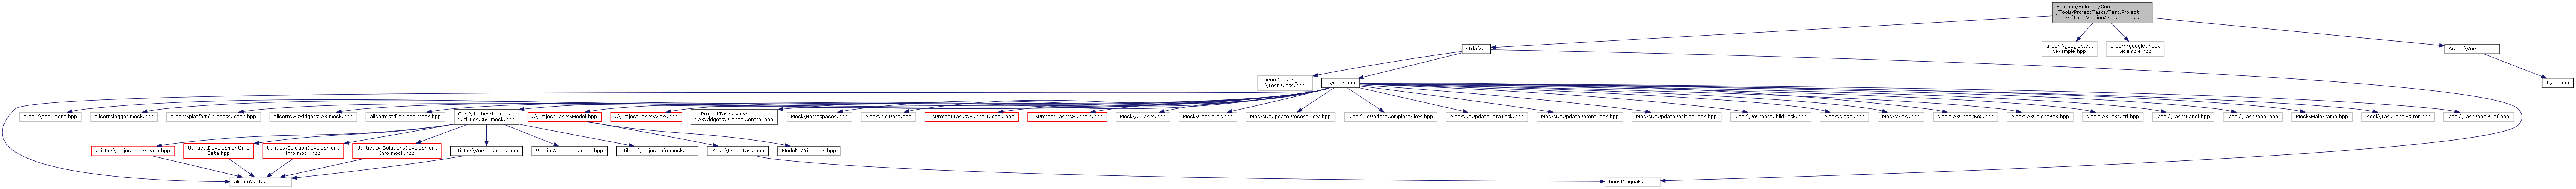 Solution/Solution/Core
/Tools/ProjectTasks/Test.Project
Tasks/Test.Version/Version_test.cpp
stdafx.h
alicorn\google\test
\example.hpp
alicorn\google\mock
\example.hpp
Action\Version.hpp
alicorn\testing.app
\Test.Class.hpp
..\mock.hpp
Type.hpp
alicorn\document.hpp
alicorn\logger.mock.hpp
alicorn\platform\process.mock.hpp
alicorn\wxwidgets\wx.mock.hpp
alicorn\std\chrono.mock.hpp
Core\Utilities\Utilities
\Utilities.x64.mock.hpp
..\ProjectTasks\Model.hpp
..\ProjectTasks\View.hpp
..\ProjectTasks\View
\wxWidgets\ICancelControl.hpp
Mock\Namespaces.hpp
Mock\XmlData.hpp
..\ProjectTasks\Support.mock.hpp
..\ProjectTasks\Support.hpp
Mock\AllTasks.hpp
Mock\Controller.hpp
Mock\DoUpdateProcessView.hpp
Mock\DoUpdateCompleteView.hpp
Mock\DoUpdateDataTask.hpp
Mock\DoUpdateParentTask.hpp
Mock\DoUpdatePositionTask.hpp
Mock\DoCreateChildTask.hpp
Mock\Model.hpp
Mock\View.hpp
Mock\wxCheckBox.hpp
Mock\wxComboBox.hpp
Mock\wxTextCtrl.hpp
Mock\TasksPanel.hpp
Mock\TaskPanel.hpp
Mock\MainFrame.hpp
Mock\TaskPanelEditor.hpp
Mock\TaskPanelBrief.hpp
Utilities\ProjectTasksData.hpp
Utilities\DevelopmentInfo
Data.hpp
Utilities\SolutionDevelopment
Info.mock.hpp
Utilities\AllSolutionsDevelopment
Info.mock.hpp
Utilities\Version.mock.hpp
Utilities\Calendar.mock.hpp
Utilities\ProjectInfo.mock.hpp
Model\IReadTask.hpp
Model\IWriteTask.hpp
alicorn\std\string.hpp
boost\signals2.hpp